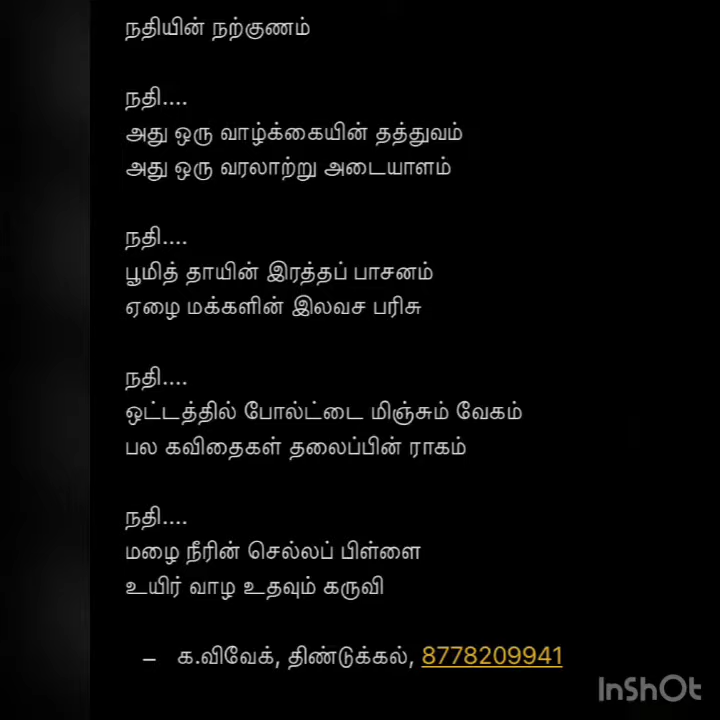 நதியின் நற்குணம்
நதி....
அது ஒரு வாழ்க்கையின் தத்துவம்
அது ஒரு வரலாற்று அடையாளம்
நதி....
பூமித் தாயின் இரத்தப் பாசனம்
ஏழை மக்களின் இலவச பரிசு
நதி....
ஒட்டத்தில் போல்ட்டை மிஞ்சும் வேகம்
பல கவிதைகள் தலைப்பின் ராகம்
நதி....
மழை நீரின் செல்லப் பிள்ளை
உயிர் வாழ உதவும் கருவி
– க.விவேக், திண்டுக்கல், 8778209941
InShOt